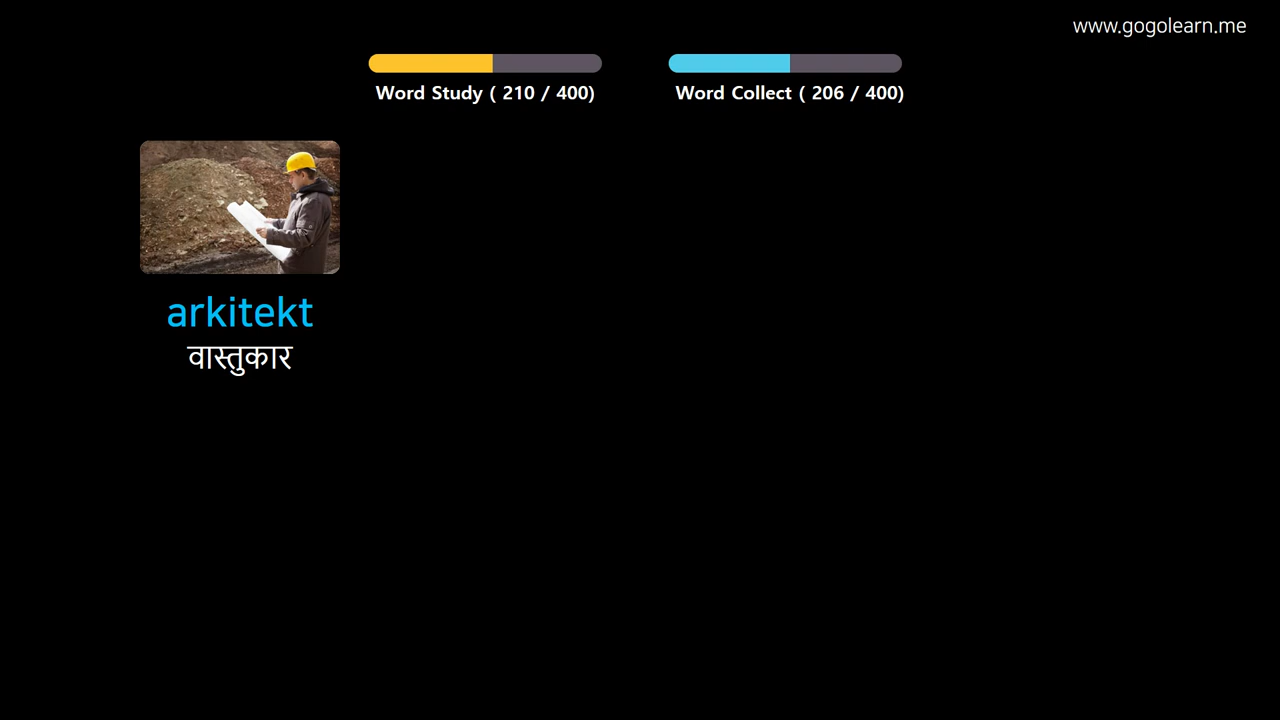 www.gogolearn.me
Word Study ( 210 / 400)
Word Collect ( 206 / 400)
arkitekt
वास्तुकार